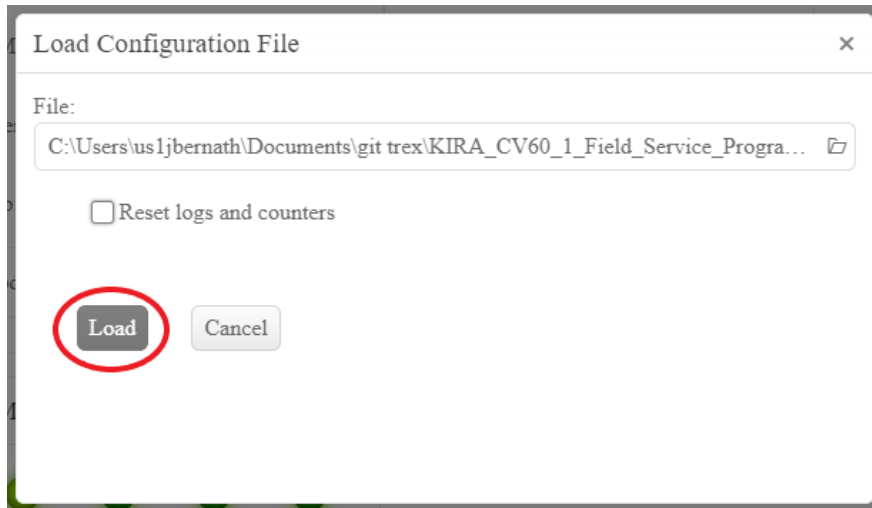 Load Configuration File
File:
C:\Users\us1jbernath\Documents\git trex\KIRA_CV60_1_Field_Service_Progra...
Reset logs and counters
Load
Cancel